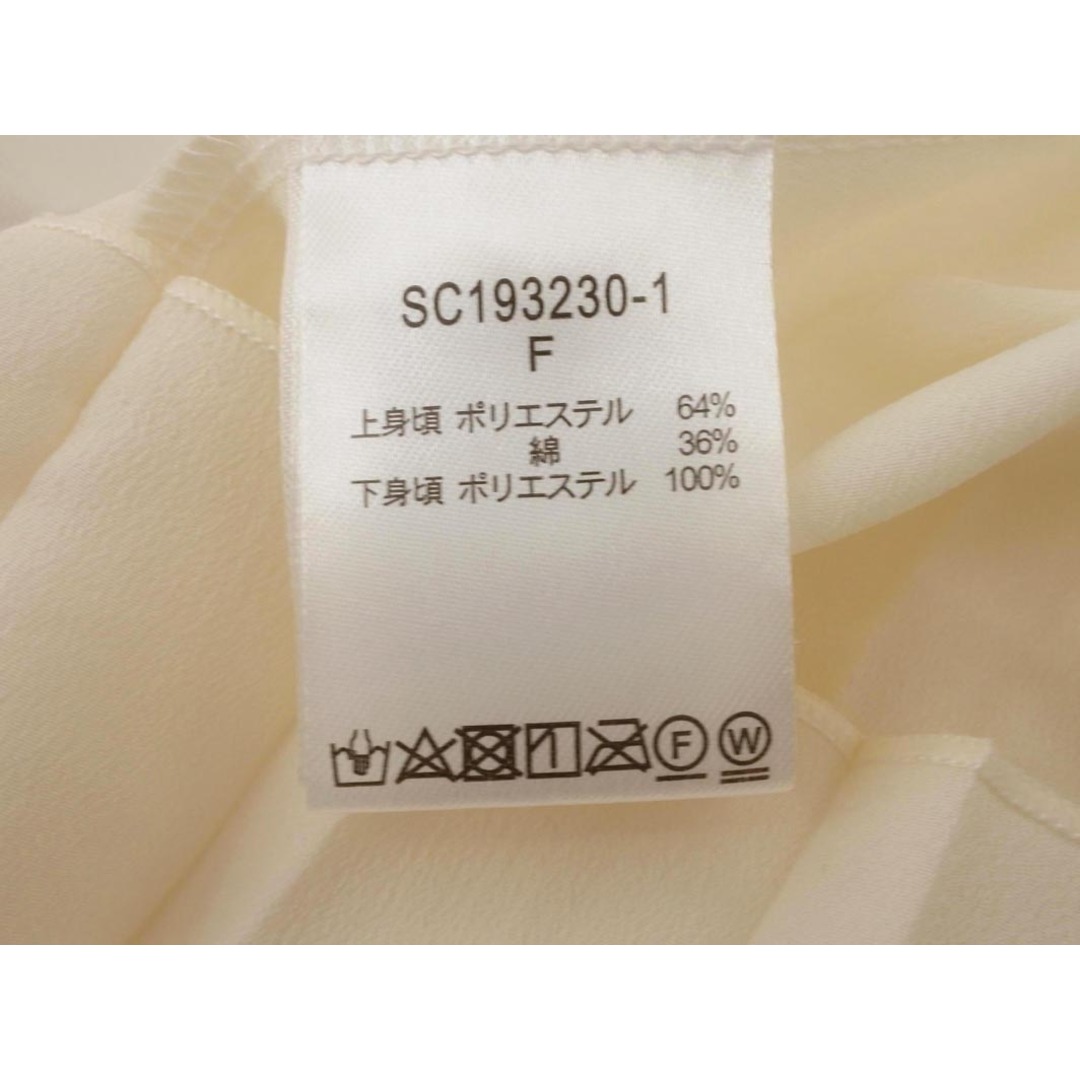 SC193230-1
F
上身頃 ポリエステル 64%
綿 36%
下身頃 ポリエステル 100%
F W